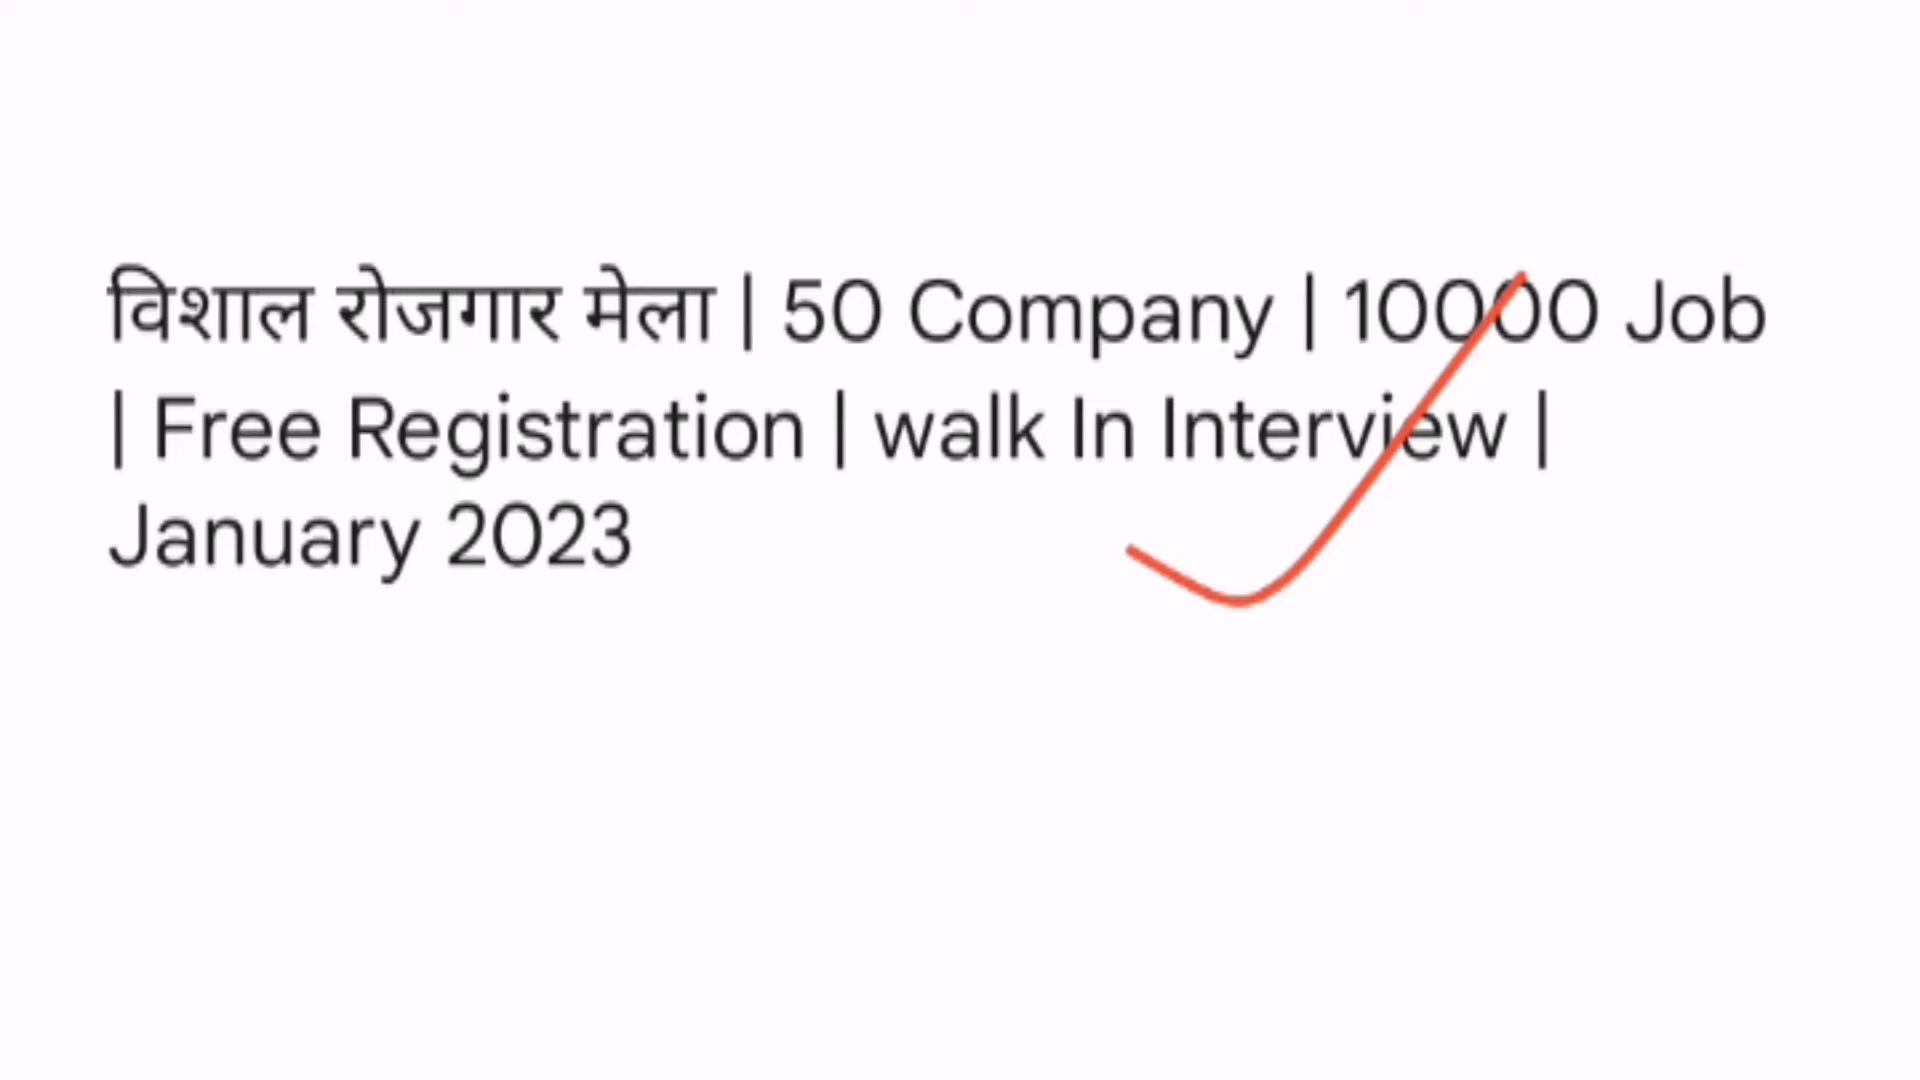 विशाल रोजगार मेला | 50 Company | 10000 Job
| Free Registration | walk In Interview |
January 2023